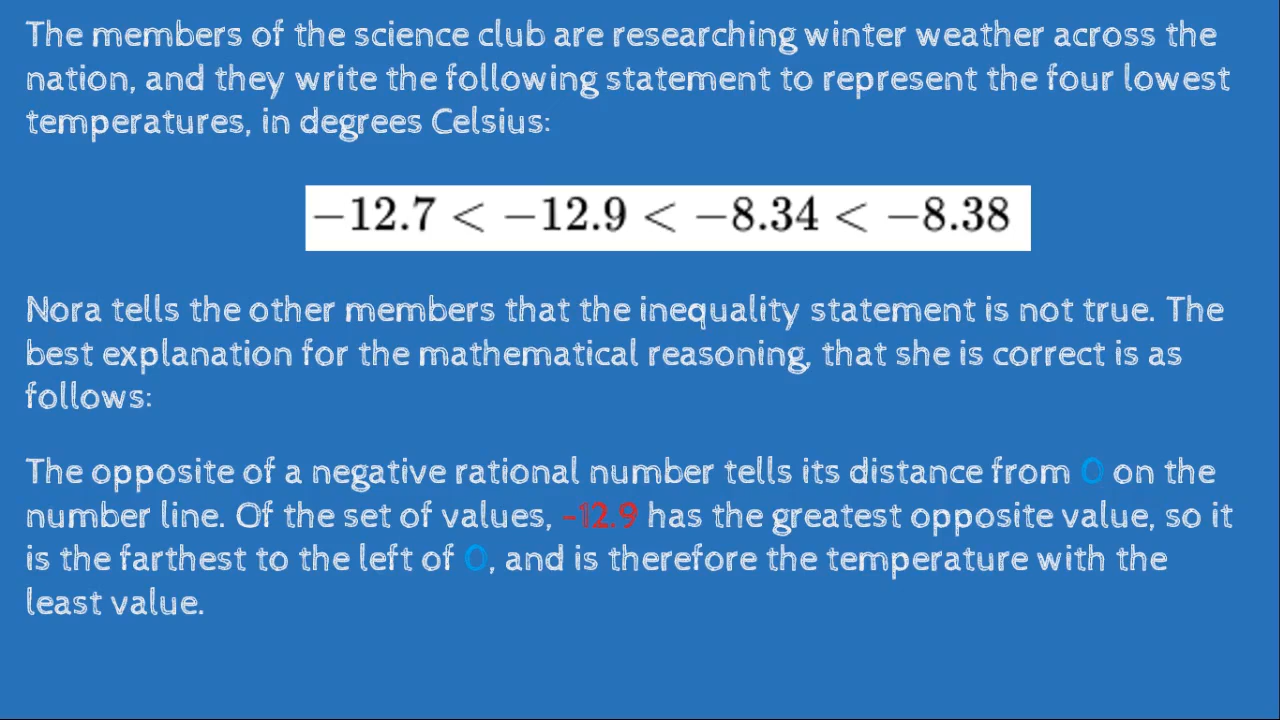 The members of the science club are researching winter weather across the
nation, and they write the following statement to represent the four lowest
temperatures, in degrees Celsius:
−12.7 < −12.9 < −8.34 < −8.38
Nora tells the other members that the inequality statement is not true. The
best explanation for the mathematical reasoning, that she is correct is as
follows:
The opposite of a negative rational number tells its distance from 0 on the
number line. Of the set of values, -12.9 has the greatest opposite value, so it
is the farthest to the left of 0, and is therefore the temperature with the
least value.